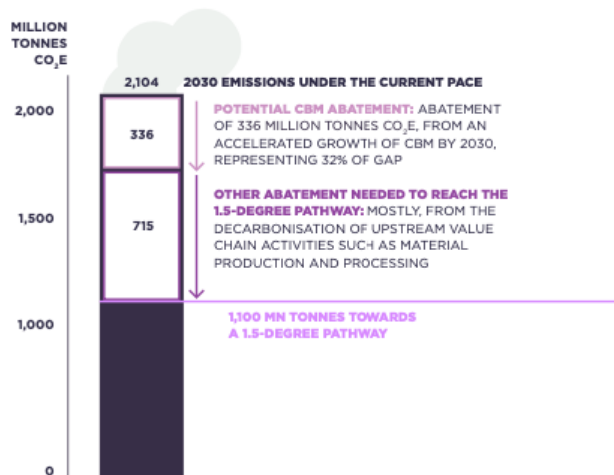 MILLION
TONNES
CO₂E
2,104
2030 EMISSIONS UNDER THE CURRENT PACE
2,000
336
POTENTIAL CBM ABATEMENT: ABATEMENT
OF 336 MILLION TONNES CO₂E, FROM AN
ACCELERATED GROWTH OF CBM BY 2030,
REPRESENTING 32% OF GAP
1,500
715
OTHER ABATEMENT NEEDED TO REACH THE
1.5-DEGREE PATHWAY: MOSTLY, FROM THE
DECARBONISATION OF UPSTREAM VALUE
CHAIN ACTIVITIES SUCH AS MATERIAL
PRODUCTION AND PROCESSING
1,000
1,100 MN TONNES TOWARDS
A 1.5-DEGREE PATHWAY
0